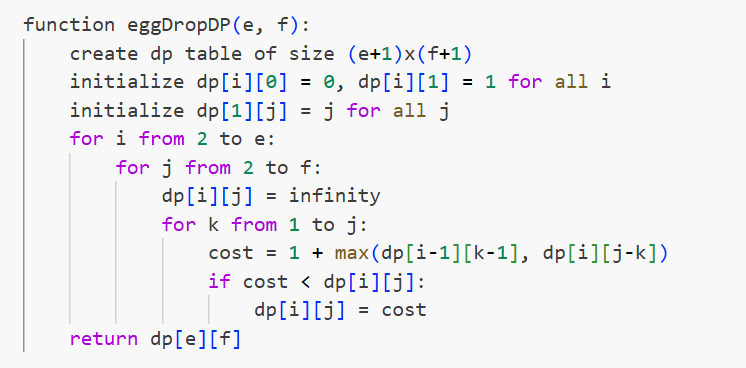 function eggDropDP(e, f):
    create dp table of size (e+1)x(f+1)
    initialize dp[i][0] = 0, dp[i][1] = 1 for all i
    initialize dp[1][j] = j for all j
    for i from 2 to e:
        for j from 2 to f:
            dp[i][j] = infinity
            for k from 1 to j:
                cost = 1 + max(dp[i-1][k-1], dp[i][j-k])
                if cost < dp[i][j]:
                    dp[i][j] = cost
    return dp[e][f]